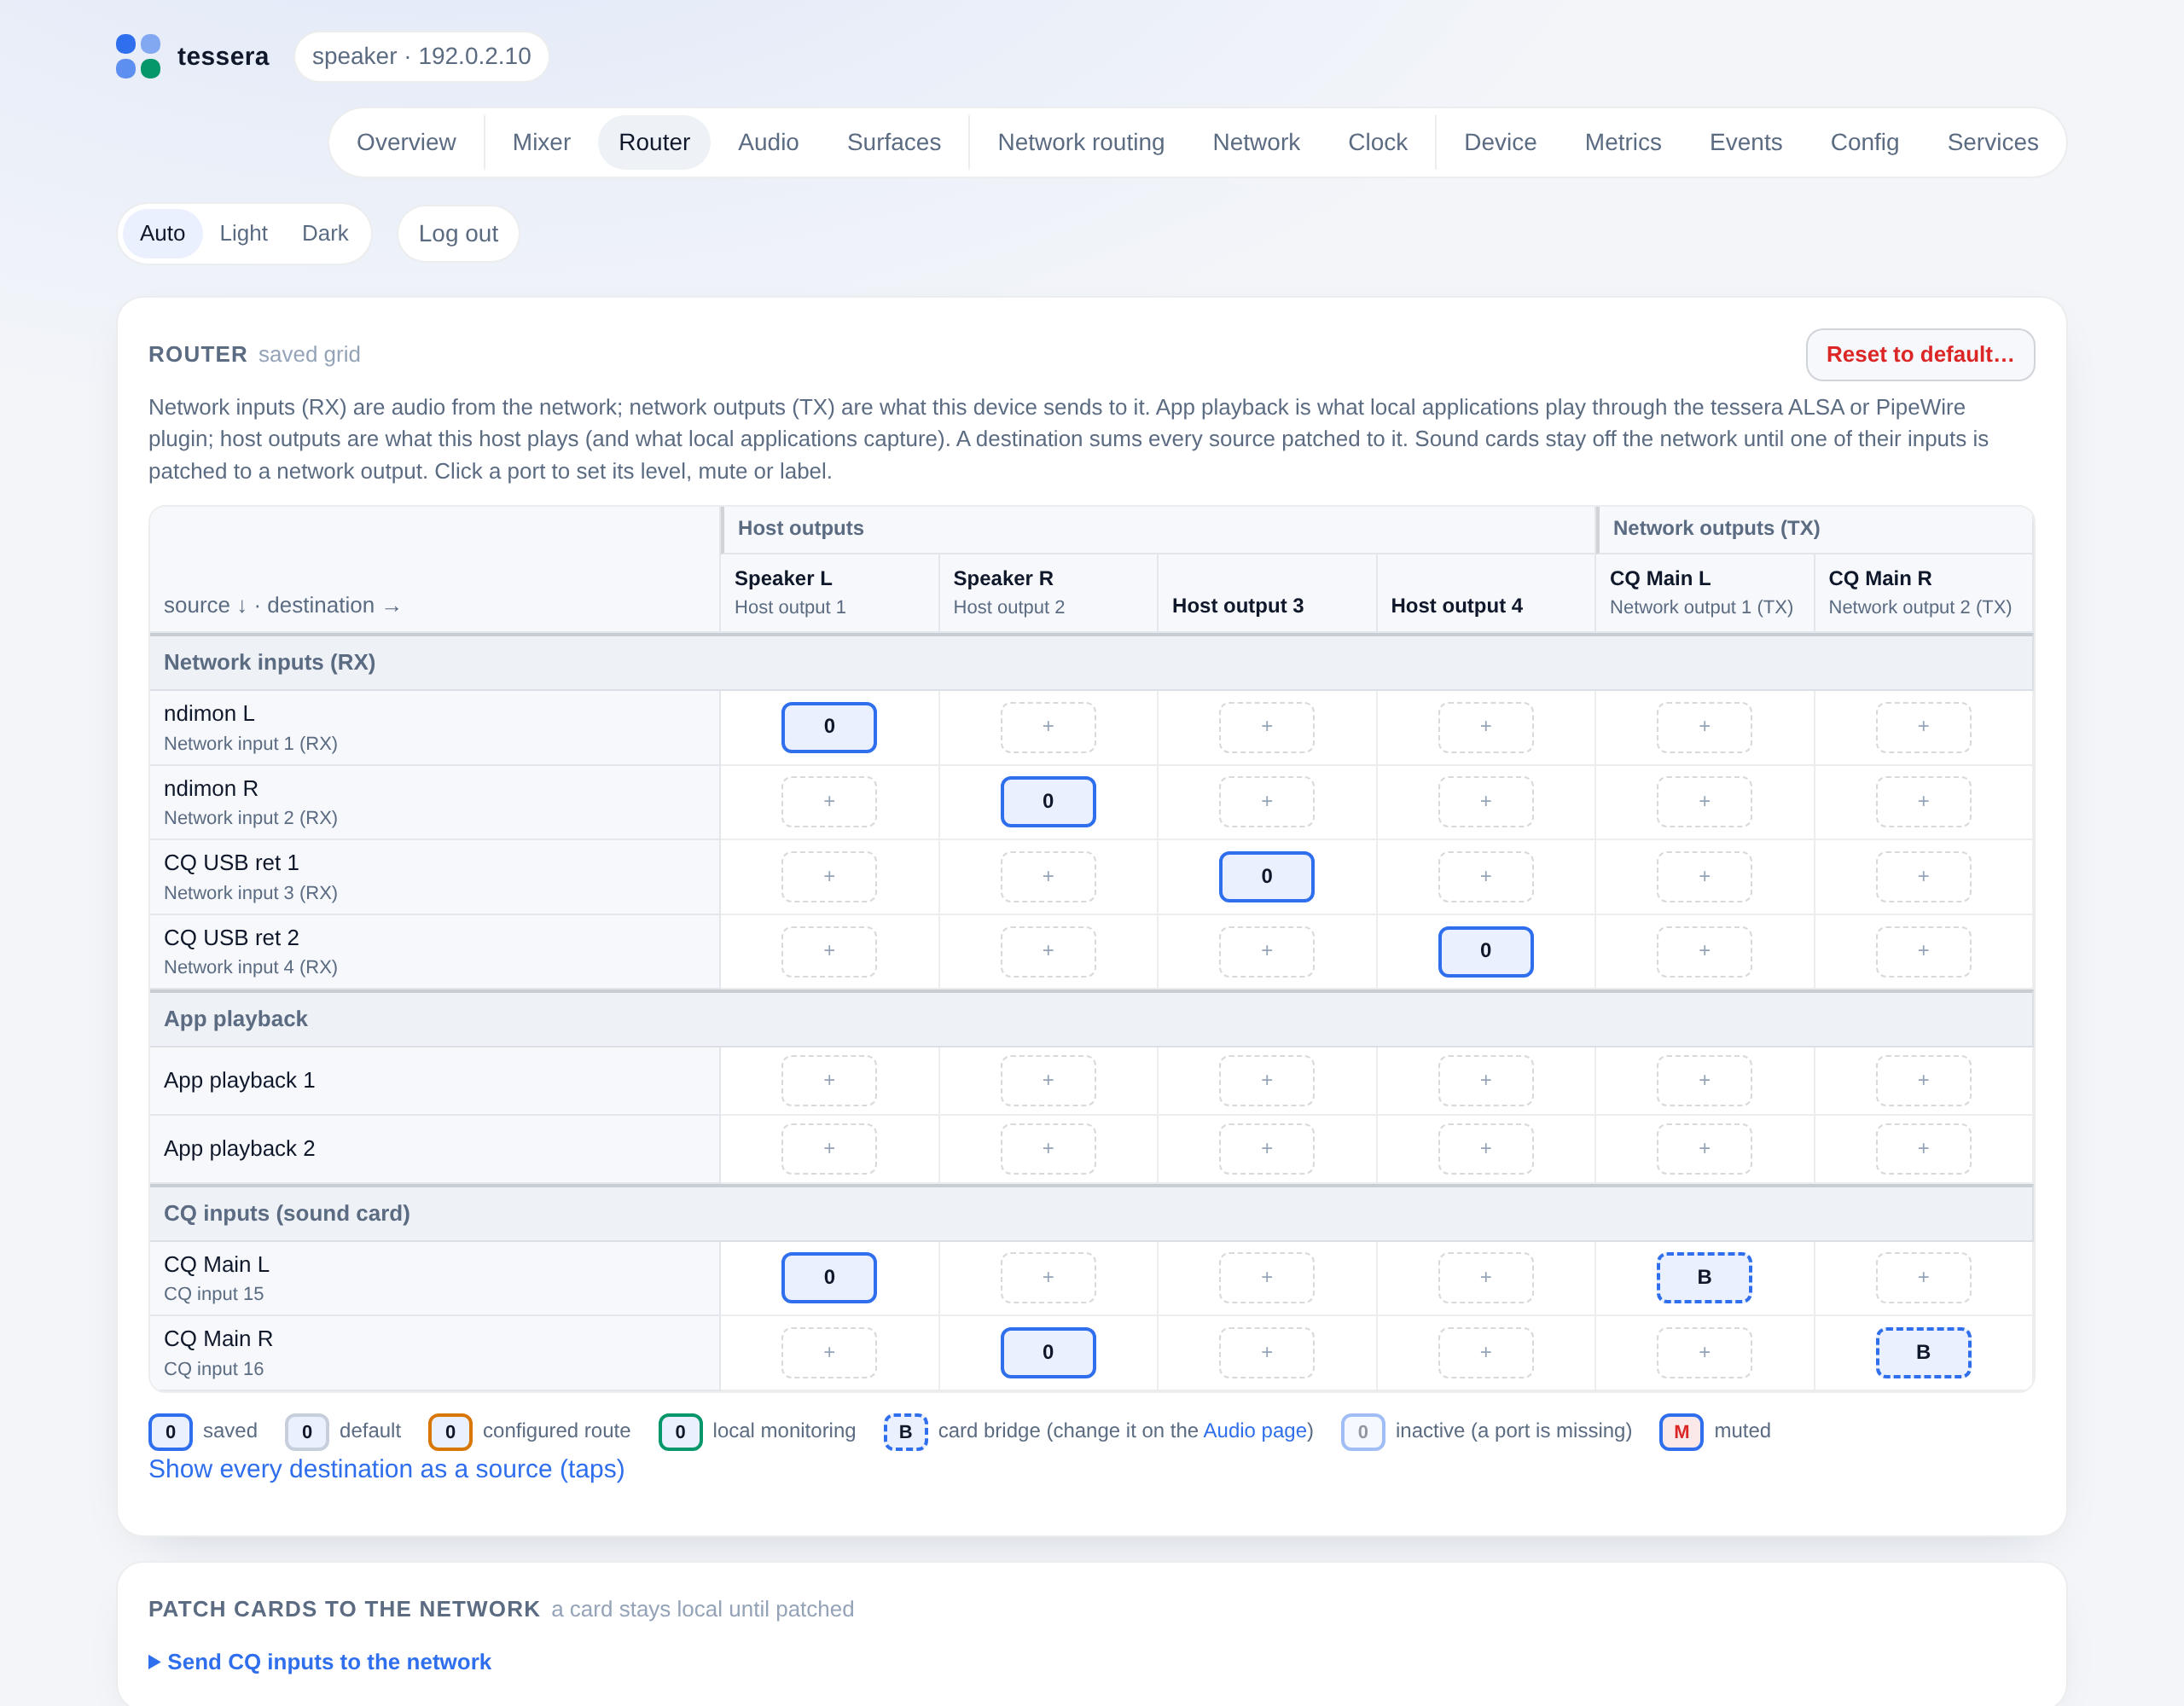 tessera
speaker · 192.0.2.10
Overview Mixer Router Audio Surfaces Network routing Network Clock Device Metrics Events Config Services
Auto Light Dark Log out
ROUTER saved grid
Reset to default…
Network inputs (RX) are audio from the network; network outputs (TX) are what this device sends to it. App playback is what local applications play through the tessera ALSA or PipeWire
plugin; host outputs are what this host plays (and what local applications capture). A destination sums every source patched to it. Sound cards stay off the network until one of their inputs is
patched to a network output. Click a port to set its level, mute or label.
Host outputs Network outputs (TX)
source ↓ · destination →
Speaker L
Host output 1
Speaker R
Host output 2
Host output 3
Host output 4
CQ Main L
Network output 1 (TX)
CQ Main R
Network output 2 (TX)
Network inputs (RX)
ndimon L
Network input 1 (RX)
0 + + + + +
ndimon R
Network input 2 (RX)
+ 0 + + + +
CQ USB ret 1
Network input 3 (RX)
+ + 0 + + +
CQ USB ret 2
Network input 4 (RX)
+ + + 0 + +
App playback
App playback 1
+ + + + + +
App playback 2
+ + + + + +
CQ inputs (sound card)
CQ Main L
CQ input 15
0 + + + B +
CQ Main R
CQ input 16
+ 0 + + + B
0 saved 0 default 0 configured route 0 local monitoring B card bridge (change it on the Audio page) 0 inactive (a port is missing) M muted
Show every destination as a source (taps)
PATCH CARDS TO THE NETWORK a card stays local until patched
▶ Send CQ inputs to the network